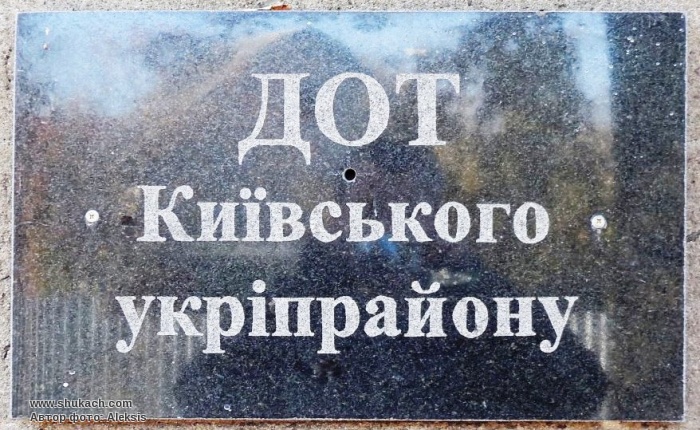 ДОТ
Київського
укріпрайону
www.shukach.com
Автор фото: Aleksis